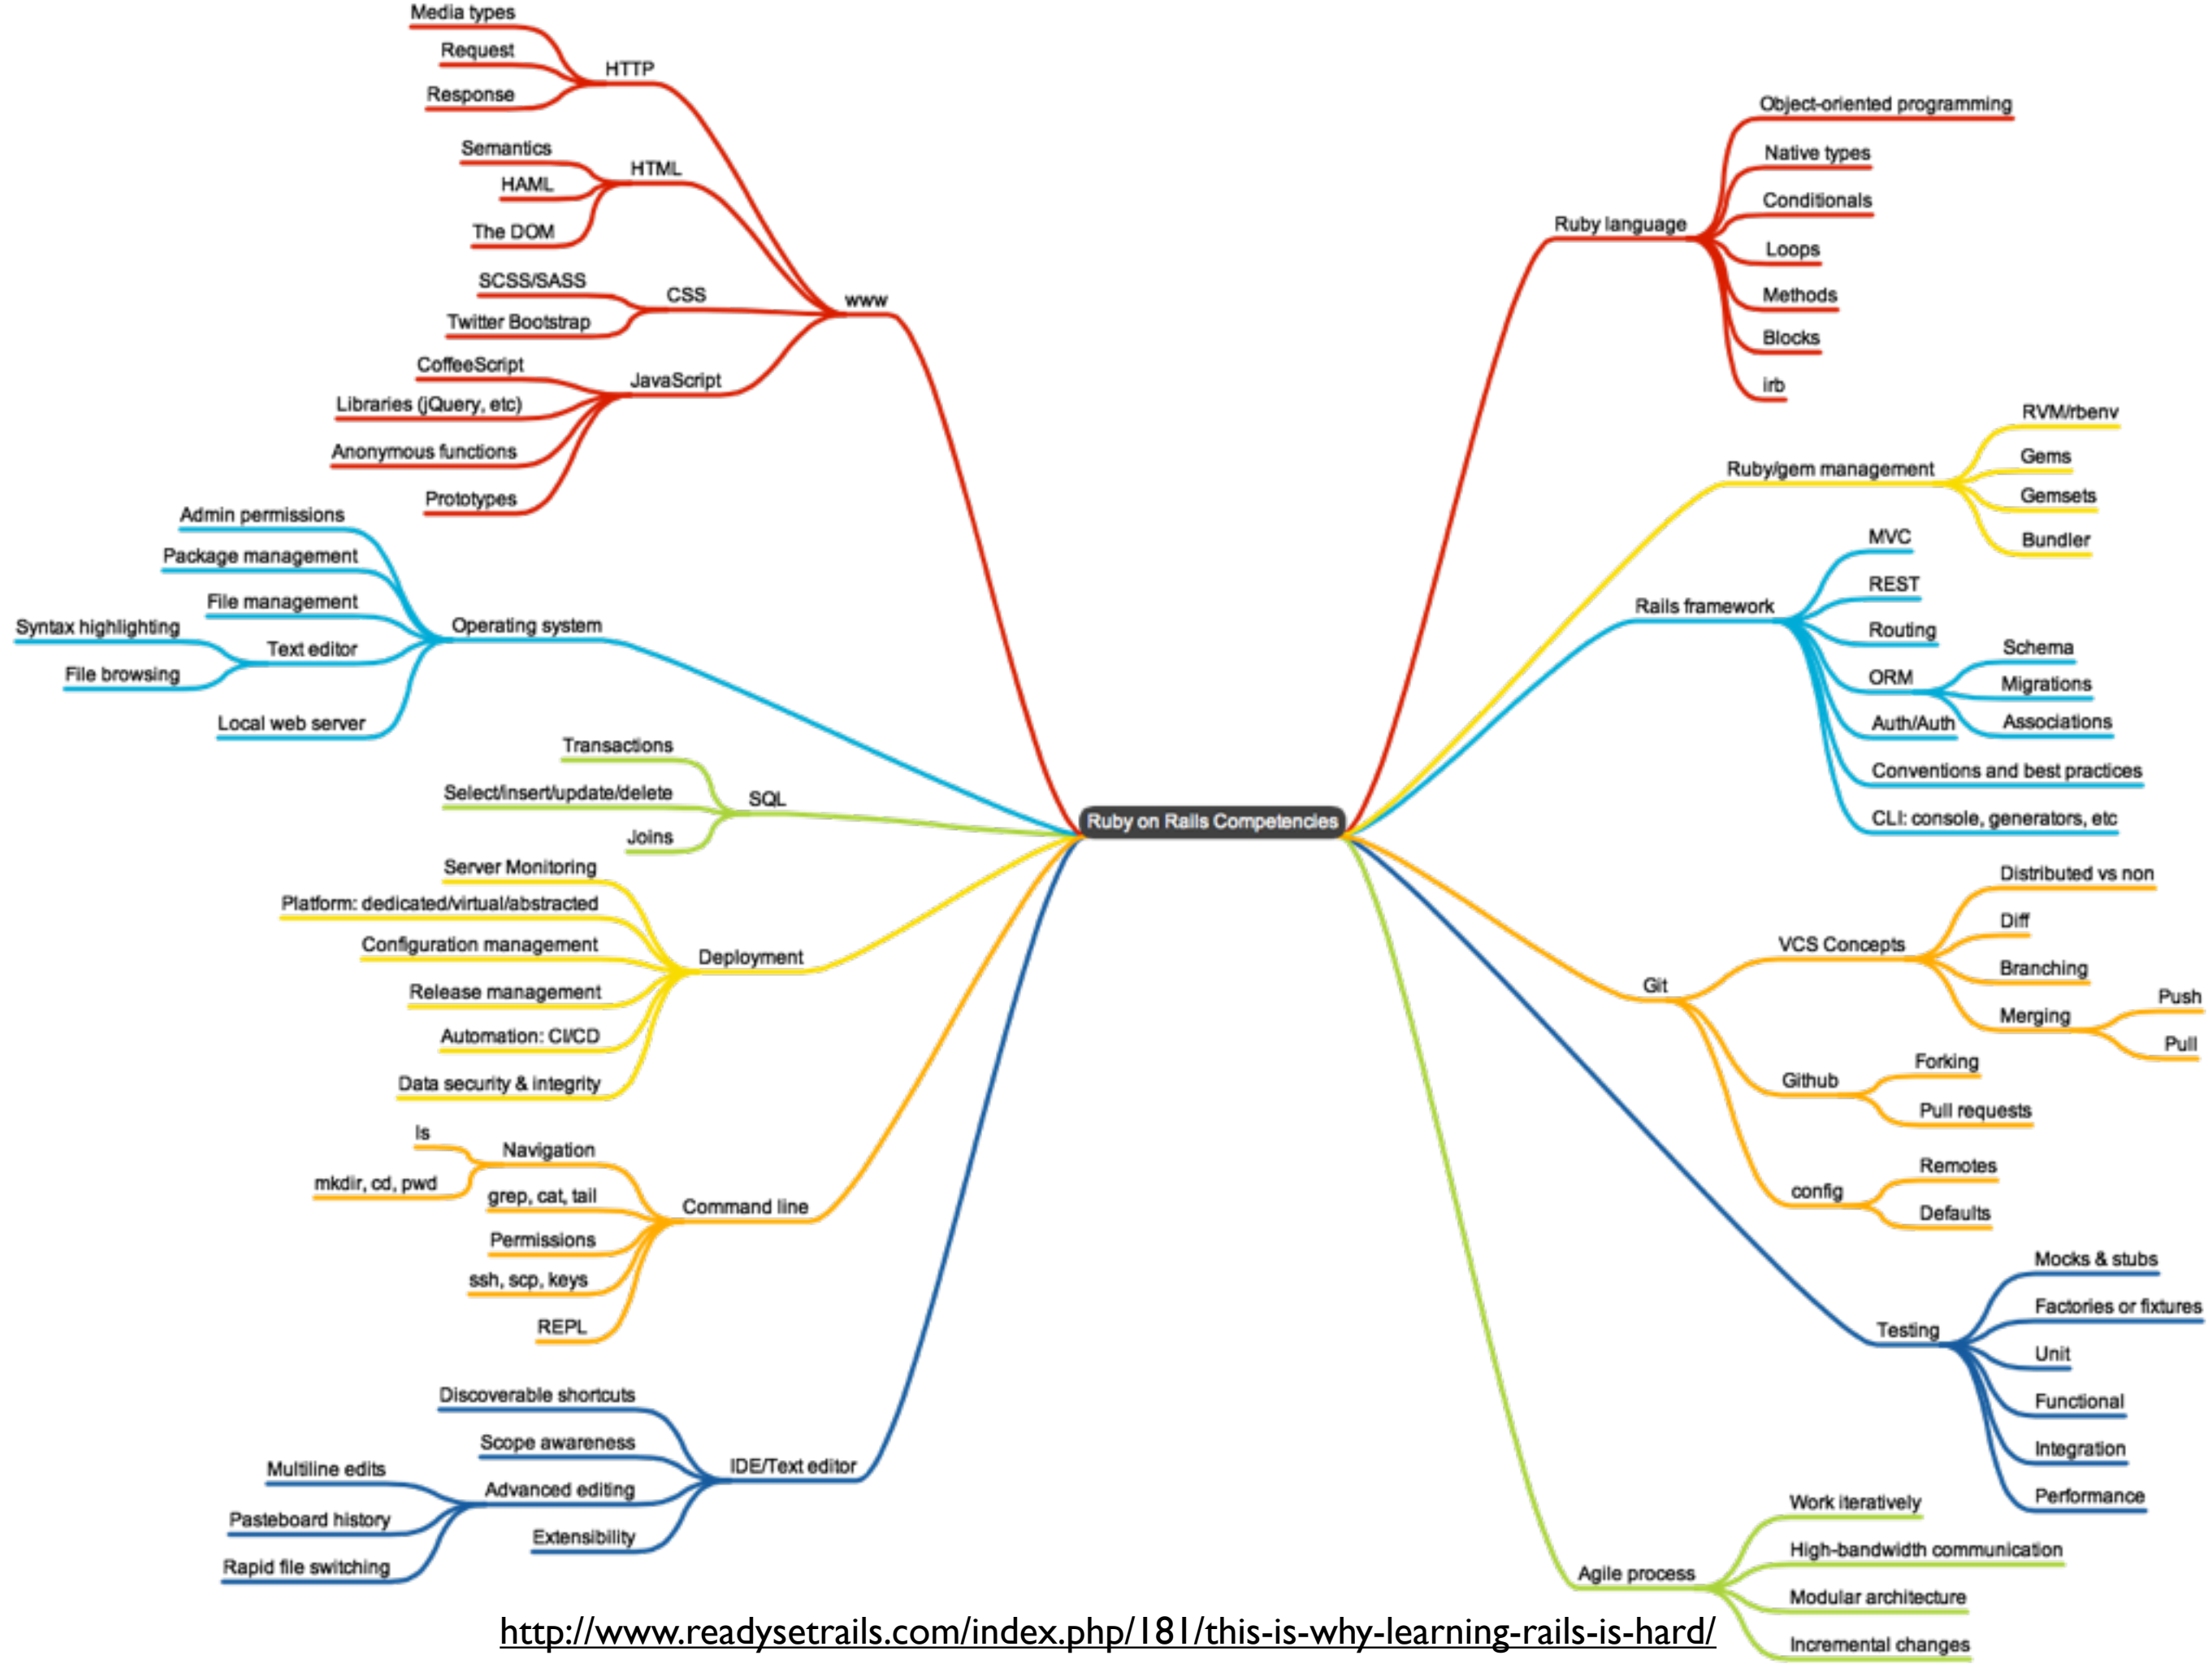 Media types
Request
Response
HTTP
Semantics
HAML
The DOM
HTML
SCSS/SASS
Twitter Bootstrap
CSS
www
CoffeeScript
Libraries (jQuery, etc)
Anonymous functions
Prototypes
JavaScript
Admin permissions
Package management
File management
Syntax highlighting
File browsing
Text editor
Local web server
Operating system
Transactions
Select/insert/update/delete
Joins
SQL
Server Monitoring
Platform: dedicated/virtual/abstracted
Configuration management
Release management
Automation: CI/CD
Data security & integrity
Deployment
ls
mkdir, cd, pwd
Navigation
grep, cat, tail
Permissions
ssh, scp, keys
REPL
Command line
Discoverable shortcuts
Scope awareness
Multiline edits
Pasteboard history
Rapid file switching
Advanced editing
Extensibility
IDE/Text editor
Ruby on Rails Competencies
Ruby language
Object-oriented programming
Native types
Conditionals
Loops
Methods
Blocks
irb
Ruby/gem management
RVM/rbenv
Gems
Gemsets
Bundler
Rails framework
MVC
REST
Routing
ORM
Schema
Migrations
Associations
Auth/Auth
Conventions and best practices
CLI: console, generators, etc
Git
VCS Concepts
Distributed vs non
Diff
Branching
Merging
Push
Pull
Github
Forking
Pull requests
config
Remotes
Defaults
Testing
Mocks & stubs
Factories or fixtures
Unit
Functional
Integration
Performance
Agile process
Work iteratively
High-bandwidth communication
Modular architecture
Incremental changes
http://www.readysetrails.com/index.php/181/this-is-why-learning-rails-is-hard/